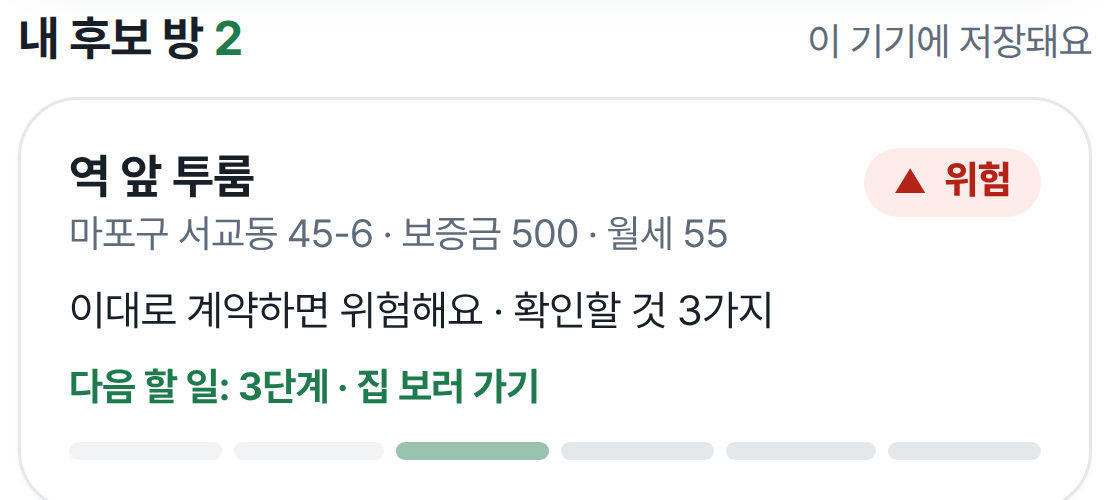 내 후보 방 2
이 기기에 저장돼요
역 앞 투룸
▲ 위험
마포구 서교동 45-6 · 보증금 500 · 월세 55
이대로 계약하면 위험해요 · 확인할 것 3가지
다음 할 일: 3단계 · 집 보러 가기